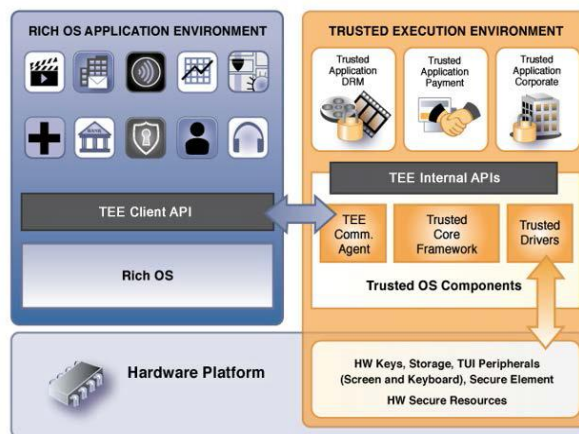 RICH OS APPLICATION ENVIRONMENT
TEE Client API
Rich OS
TRUSTED EXECUTION ENVIRONMENT
Trusted
Application
DRM
Trusted
Application
Payment
Trusted
Application
Corporate
TEE Internal APIs
TEE
Comm.
Agent
Trusted
Core
Framework
Trusted
Drivers
Trusted OS Components
Hardware Platform
HW Keys, Storage, TUI Peripherals
(Screen and Keyboard), Secure Element
HW Secure Resources